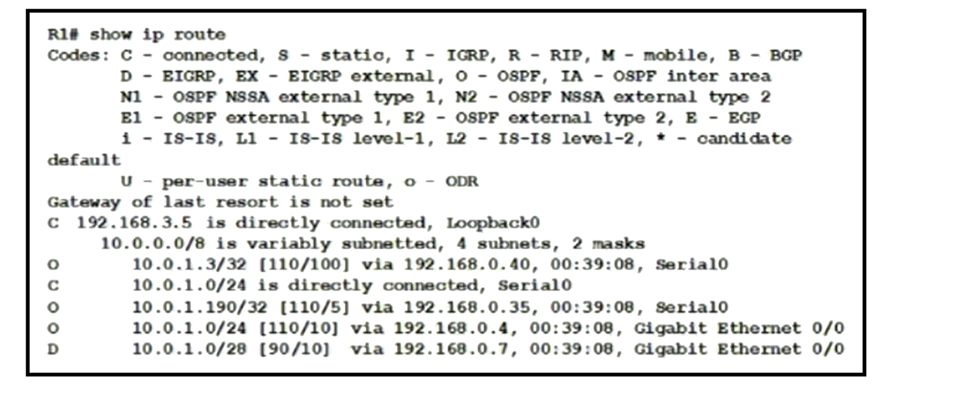 R1# show ip route
Codes: C - connected, S - static, I - IGRP, R - RIP, M - mobile, B - BGP
D - EIGRP, EX - EIGRP external, O - OSPF, IA - OSPF inter area
N1 - OSPF NSSA external type 1, N2 - OSPF NSSA external type 2
E1 - OSPF external type 1, E2 - OSPF external type 2, E - EGP
i - IS-IS, L1 - IS-IS level-1, L2 - IS-IS level-2, * - candidate
default
U - per-user static route, o - ODR
Gateway of last resort is not set
C 192.168.3.5 is directly connected, Loopback0
10.0.0.0/8 is variably subnetted, 4 subnets, 2 masks
O 10.0.1.3/32 [110/100] via 192.168.0.40, 00:39:08, Serial0
C 10.0.1.0/24 is directly connected, Serial0
O 10.0.1.190/32 [110/5] via 192.168.0.35, 00:39:08, Serial0
O 10.0.1.0/24 [110/10] via 192.168.0.4, 00:39:08, Gigabit Ethernet 0/0
D 10.0.1.0/28 [90/10] via 192.168.0.7, 00:39:08, Gigabit Ethernet 0/0